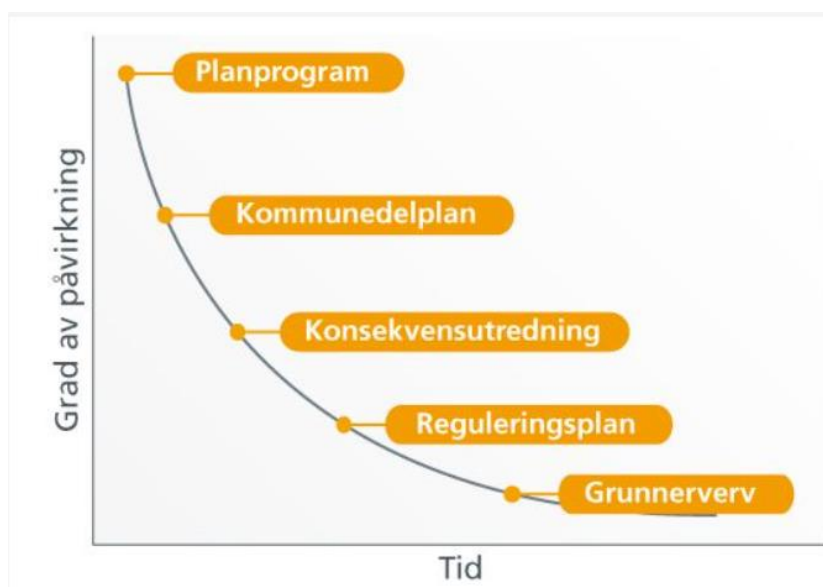 Planprogram
Kommunedelplan
Konsekvensutredning
Reguleringsplan
Grunnerverv
Grad av påvirkning
Tid